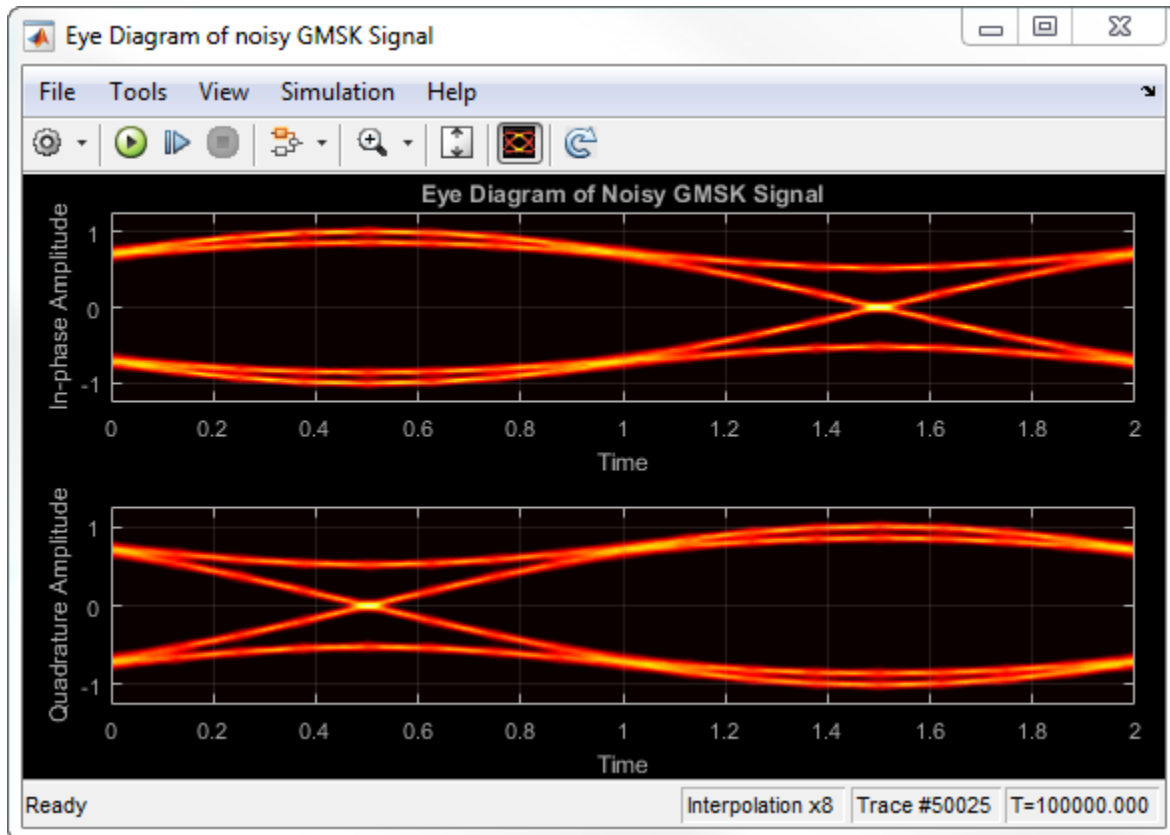 Eye Diagram of noisy GMSK Signal
File Tools View Simulation Help
Eye Diagram of Noisy GMSK Signal
In-phase Amplitude
1
0
-1
0 0.2 0.4 0.6 0.8 1 1.2 1.4 1.6 1.8 2
Time
Quadrature Amplitude
1
0
-1
0 0.2 0.4 0.6 0.8 1 1.2 1.4 1.6 1.8 2
Time
Ready Interpolation x8 Trace #50025 T=100000.000